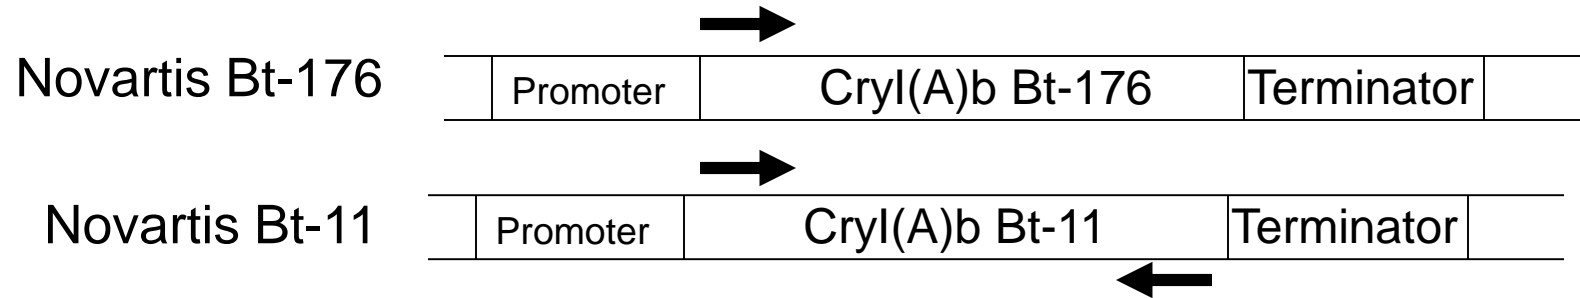 Novartis Bt-176 Promoter CryI(A)b Bt-176 Terminator
Novartis Bt-11 Promoter CryI(A)b Bt-11 Terminator